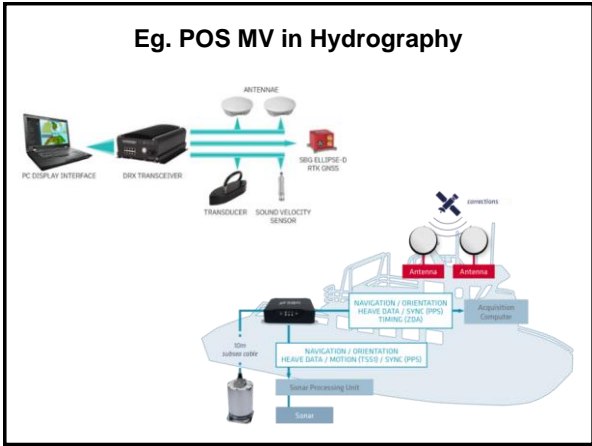 Eg. POS MV in Hydrography
ANTENNAE
PC DISPLAY INTERFACE
DRX TRANSCEIVER
SBG ELLIPSE-D
RTK GNSS
TRANSDUCER
SOUND VELOCITY
SENSOR
corrections
Antenna
Antenna
NAVIGATION / ORIENTATION
HEAVE DATA / SYNC (PPS)
TIMING (ZDA)
Acquisition
Computer
10m
subsea cable
NAVIGATION / ORIENTATION
HEAVE DATA / MOTION (TSS1) / SYNC (PPS)
Sonar Processing Unit
Sonar